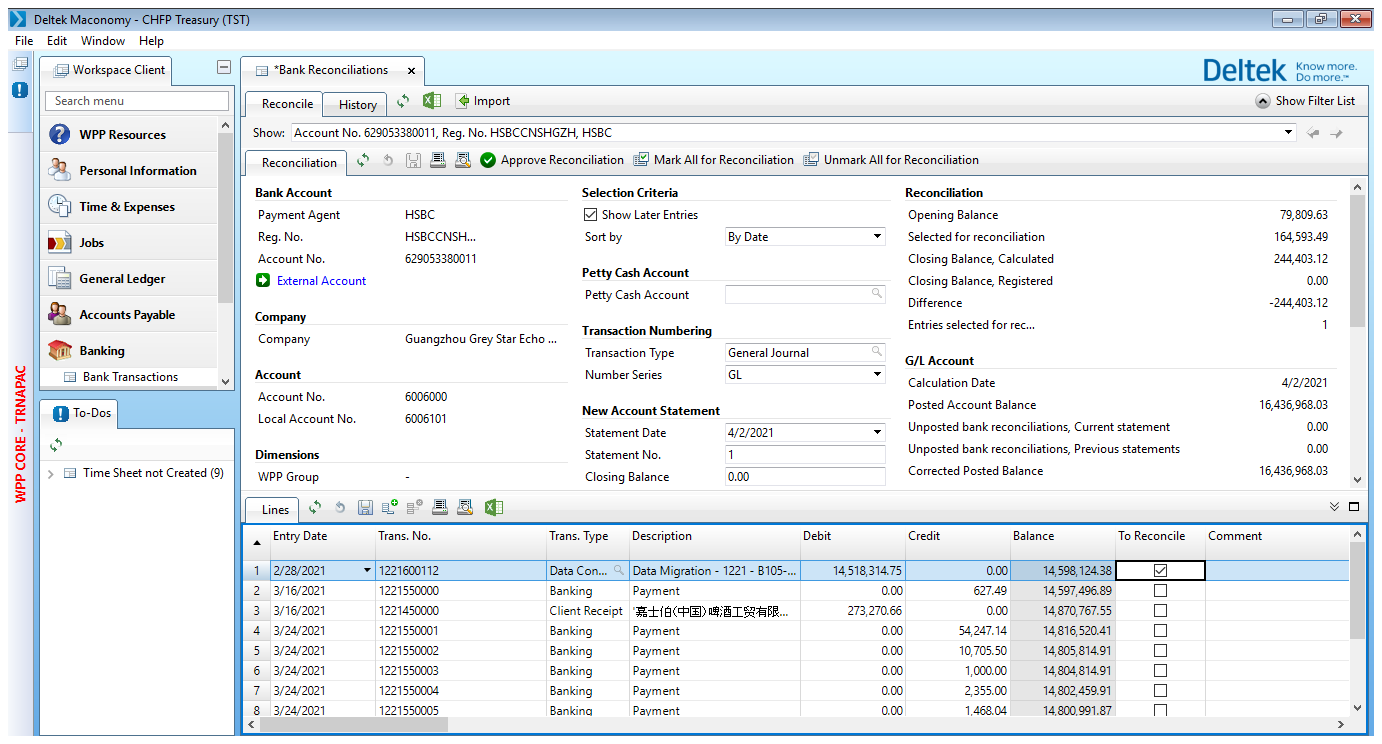 Deltek Maconomy - CHFP Treasury (TST)
File Edit Window Help
Workspace Client
*Bank Reconciliations
Deltek Know more. Do more.™
Search menu
Reconcile History Import Show Filter List
WPP Resources
Personal Information
Time & Expenses
Jobs
General Ledger
Accounts Payable
Banking
Bank Transactions
To-Dos
Time Sheet not Created (9)
WPP CORE - TRNAPAC
Show: Account No. 629053380011, Reg. No. HSBCCNSHGZH, HSBC
Reconciliation Approve Reconciliation Mark All for Reconciliation Unmark All for Reconciliation
Bank Account
Payment Agent HSBC
Reg. No. HSBCCNSH...
Account No. 629053380011
External Account
Company
Company Guangzhou Grey Star Echo ...
Account
Account No. 6006000
Local Account No. 6006101
Dimensions
WPP Group -
Selection Criteria
Show Later Entries
Sort by By Date
Petty Cash Account
Petty Cash Account
Transaction Numbering
Transaction Type General Journal
Number Series GL
New Account Statement
Statement Date 4/2/2021
Statement No. 1
Closing Balance 0.00
Reconciliation
Opening Balance 79,809.63
Selected for reconciliation 164,593.49
Closing Balance, Calculated 244,403.12
Closing Balance, Registered 0.00
Difference -244,403.12
Entries selected for rec... 1
G/L Account
Calculation Date 4/2/2021
Posted Account Balance 16,436,968.03
Unposted bank reconciliations, Current statement 0.00
Unposted bank reconciliations, Previous statements 0.00
Corrected Posted Balance 16,436,968.03
Lines
Entry Date Trans. No. Trans. Type Description Debit Credit Balance To Reconcile Comment
1 2/28/2021 1221600112 Data Con... Data Migration - 1221 - B105-... 14,518,314.75 0.00 14,598,124.38
2 3/16/2021 1221550000 Banking Payment 0.00 627.49 14,597,496.89
3 3/16/2021 1221450000 Client Receipt '嘉士伯(中国)啤酒工贸有限... 273,270.66 0.00 14,870,767.55
4 3/24/2021 1221550001 Banking Payment 0.00 54,247.14 14,816,520.41
5 3/24/2021 1221550002 Banking Payment 0.00 10,705.50 14,805,814.91
6 3/24/2021 1221550003 Banking Payment 0.00 1,000.00 14,804,814.91
7 3/24/2021 1221550004 Banking Payment 0.00 2,355.00 14,802,459.91
8 3/24/2021 1221550005 Banking Payment 0.00 1,468.04 14,800,991.87